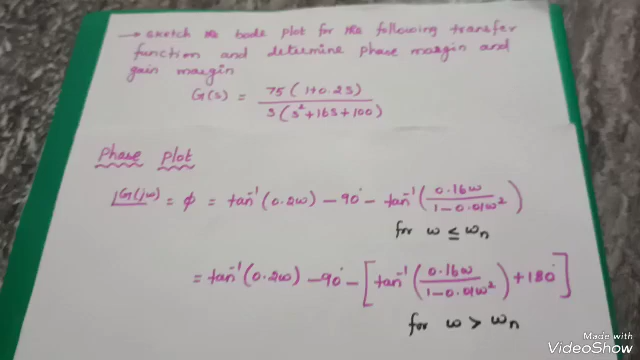 → sketch the bode plot for the following transfer
function and determine phase margin and
gain margin
G(s) = 75(1+0.2s) / s(s²+16s+100)
Phase Plot
∠G(jω) = φ = tan⁻¹(0.2ω) - 90° - tan⁻¹(0.16ω / 1-0.01ω²)
for ω ≤ ωn
= tan⁻¹(0.2ω) - 90° - [tan⁻¹(0.16ω / 1-0.01ω²) + 180°]
for ω > ωn
Made with
VideoShow